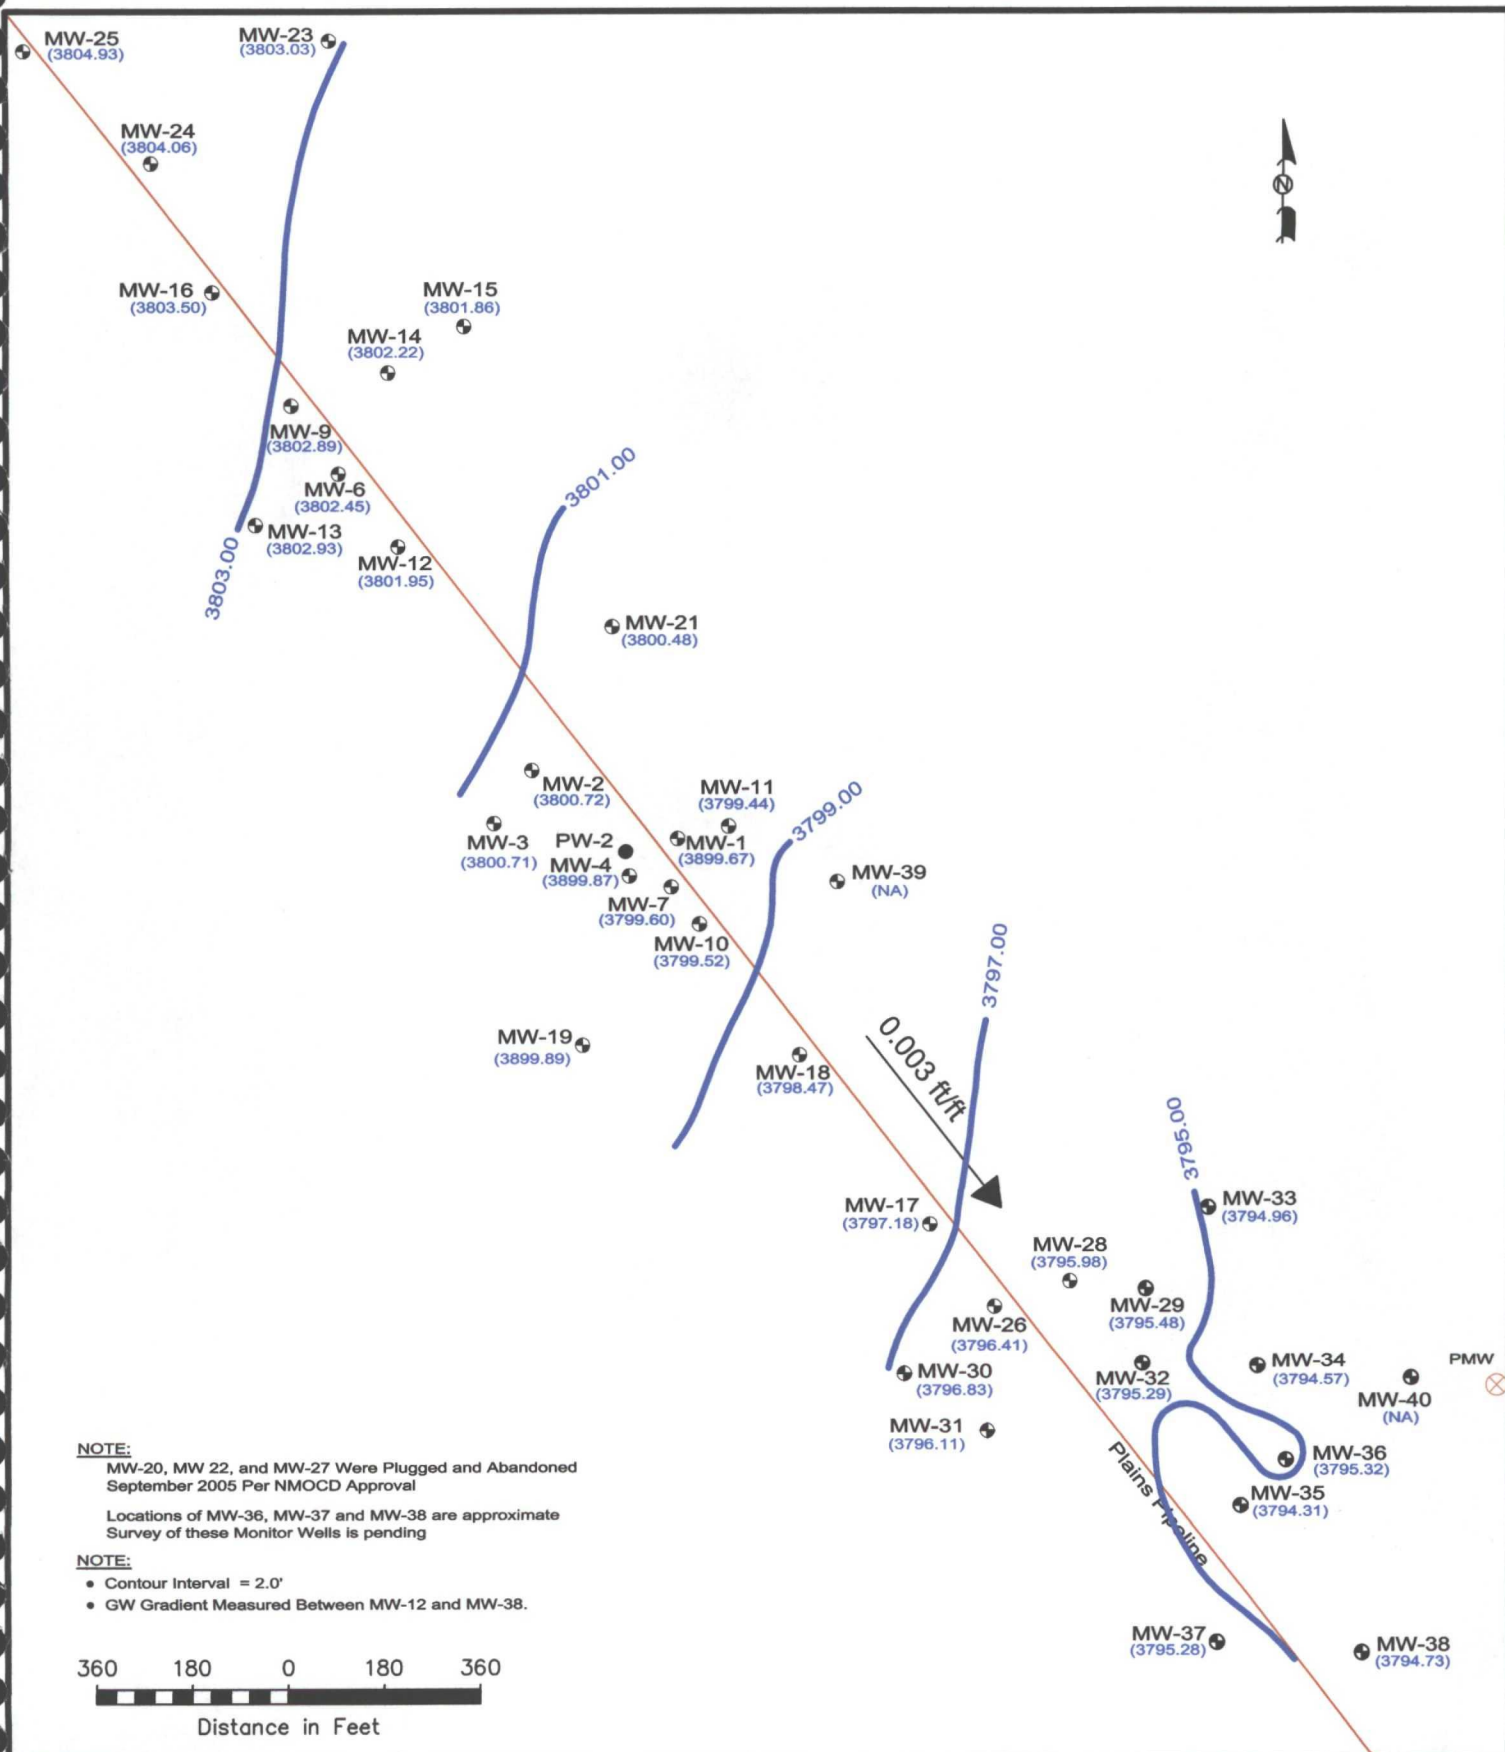 MW-25
(3804.93)
MW-23
(3803.03)
MW-24
(3804.06)
N
MW-16
(3803.50)
MW-15
(3801.86)
MW-14
(3802.22)
MW-9
(3802.89)
MW-6
(3802.45)
3801.00
MW-13
(3802.93)
MW-12
(3801.95)
3803.00
MW-21
(3800.48)
MW-2
(3800.72)
MW-11
(3799.44)
3799.00
MW-3
(3800.71)
PW-2
MW-1
(3899.67)
MW-4
(3899.87)
MW-39
(NA)
MW-7
(3799.60)
MW-10
(3799.52)
3797.00
MW-19
(3899.89)
MW-18
(3798.47)
0.003 ft/ft
3795.00
MW-17
(3797.18)
MW-33
(3794.96)
MW-28
(3795.98)
MW-29
(3795.48)
MW-26
(3796.41)
MW-30
(3796.83)
MW-32
(3795.29)
MW-34
(3794.57)
PMW
MW-40
(NA)
MW-31
(3796.11)
MW-36
(3795.32)
MW-35
(3794.31)
Plains Pipeline
MW-37
(3795.28)
MW-38
(3794.73)
NOTE:
MW-20, MW 22, and MW-27 Were Plugged and Abandoned
September 2005 Per NMOCD Approval
Locations of MW-36, MW-37 and MW-38 are approximate
Survey of these Monitor Wells is pending
NOTE:
• Contour Interval = 2.0'
• GW Gradient Measured Between MW-12 and MW-38.
360 180 0 180 360
Distance in Feet